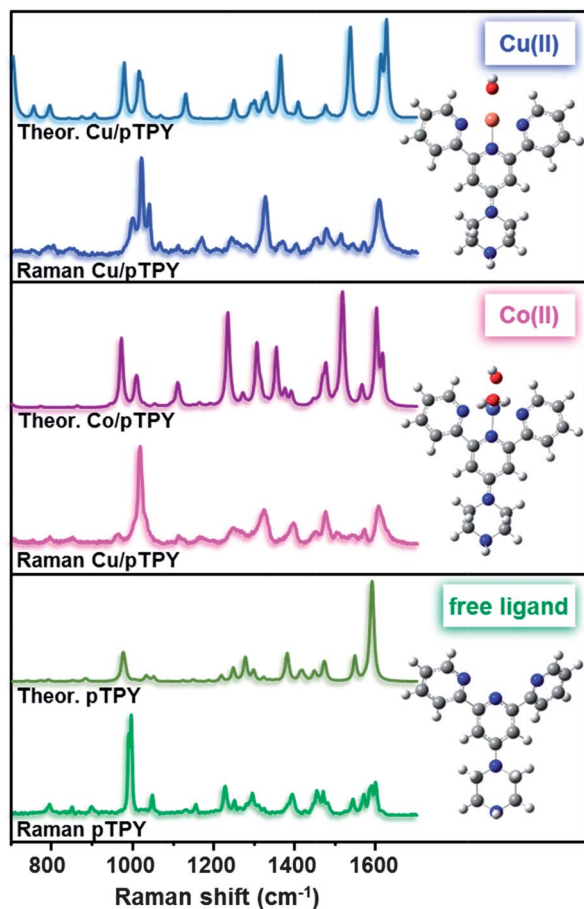 Cu(II)
Theor. Cu/pTPY
Raman Cu/pTPY
Co(II)
Theor. Co/pTPY
Raman Cu/pTPY
free ligand
Theor. pTPY
Raman pTPY
800 1000 1200 1400 1600
Raman shift (cm⁻¹)